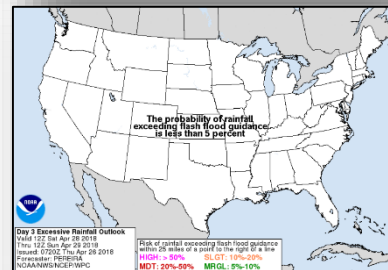 The probability of rainfall
exceeding flash flood guidance
is less than 5 percent
noaa
Day 3 Excessive Rainfall Outlook
Valid 12Z Sat Apr 28 2018
Thru 12Z Sun Apr 29 2018
Issued: 0720Z Thu Apr 26 2018
Forecaster: PEREIRA
NOAA/NWS/NCEP/WPC
Risk of rainfall exceeding flash flood guidance
within 25 miles of a point to the right of a line
HIGH: > 50% SLGT: 10%-20%
MDT: 20%-50% MRGL: 5%-10%